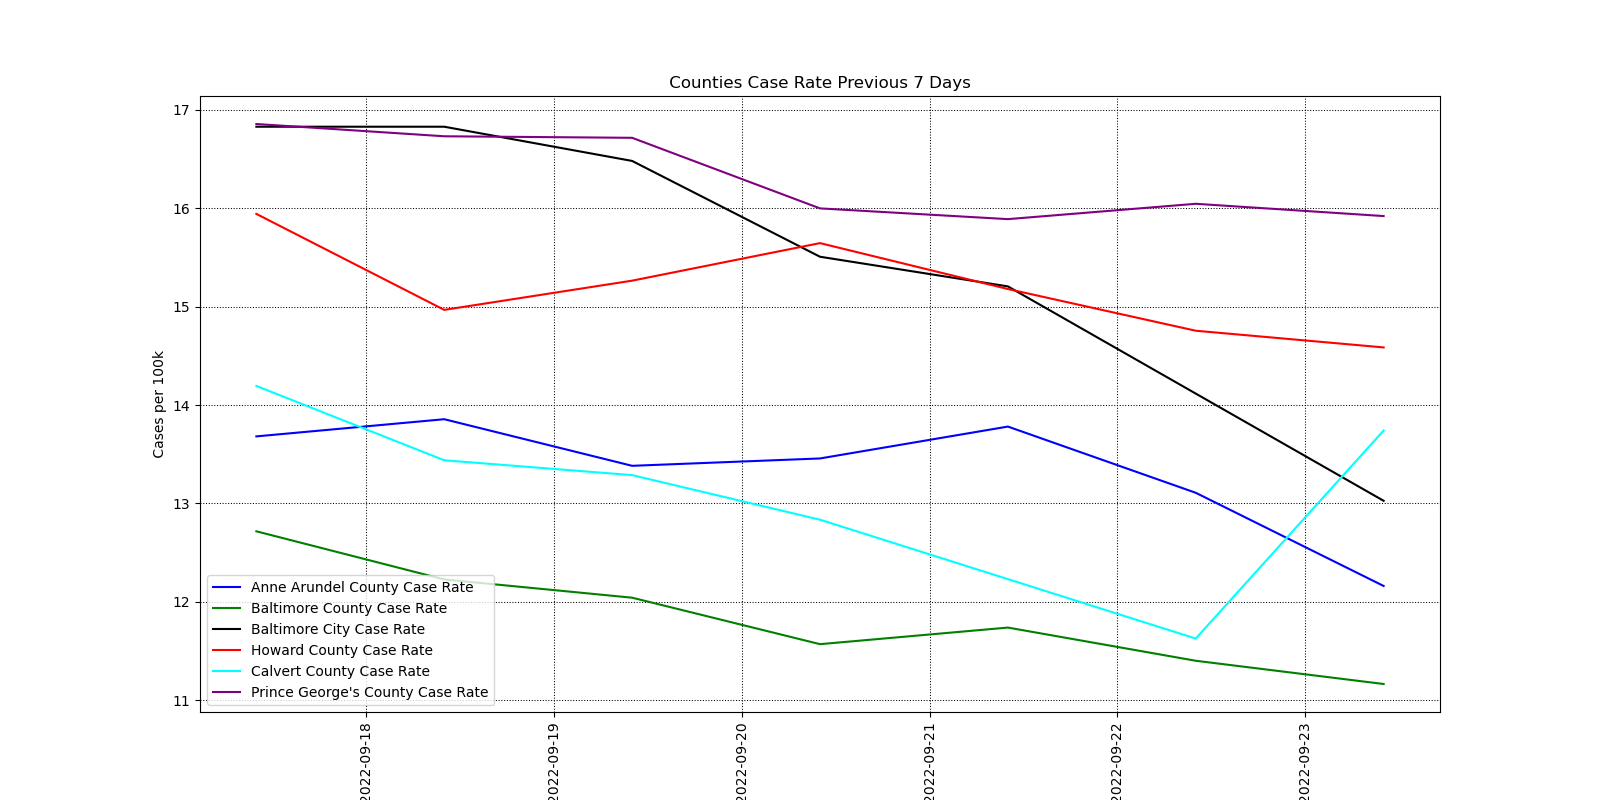 Counties Case Rate Previous 7 Days
Cases per 100k
17
16
15
14
13
12
11
Anne Arundel County Case Rate
Baltimore County Case Rate
Baltimore City Case Rate
Howard County Case Rate
Calvert County Case Rate
Prince George's County Case Rate
2022-09-18
2022-09-19
2022-09-20
2022-09-21
2022-09-22
2022-09-23